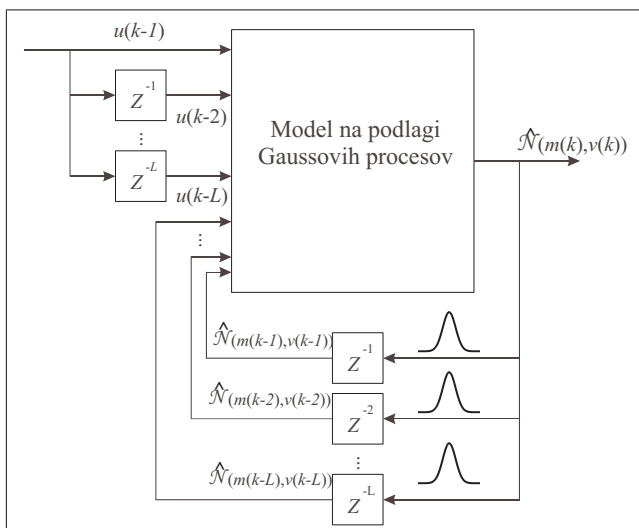 u(k-1)
Z⁻¹
u(k-2)
⋮
Z⁻ᴸ
u(k-L)
⋮
Model na podlagi
Gaussovih procesov
𝒩̂(m(k),v(k))
𝒩̂(m(k-1),v(k-1))
Z⁻¹
𝒩̂(m(k-2),v(k-2))
Z⁻²
⋮
𝒩̂(m(k-L),v(k-L))
Z⁻ᴸ